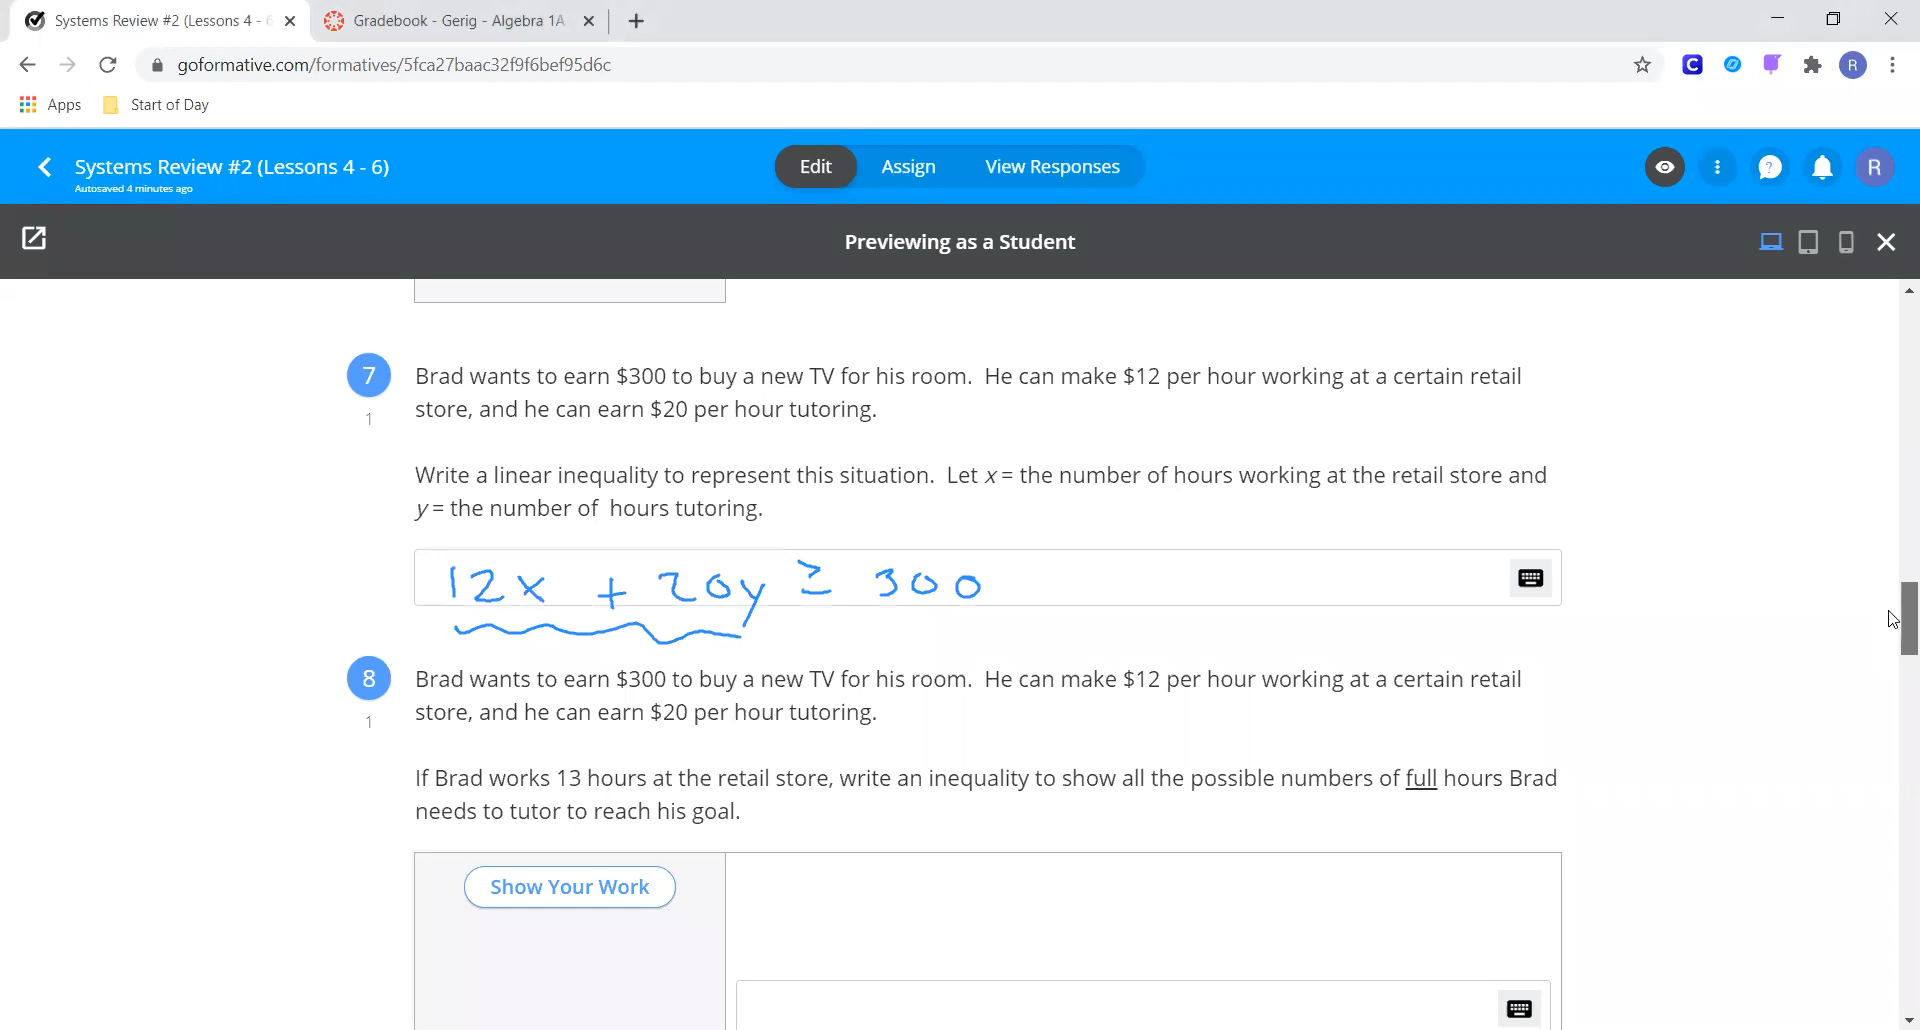 Systems Review #2 (Lessons 4 - 6
Gradebook - Gerig - Algebra 1A
goformative.com/formatives/5fca27baac32f9f6bef95d6c
R
Apps
Start of Day
Systems Review #2 (Lessons 4 - 6)
Autosaved 4 minutes ago
Edit
Assign
View Responses
R
Previewing as a Student
7
1
Brad wants to earn $300 to buy a new TV for his room. He can make $12 per hour working at a certain retail
store, and he can earn $20 per hour tutoring.
Write a linear inequality to represent this situation. Let x = the number of hours working at the retail store and
y = the number of hours tutoring.
12x + 20y ≥ 300
8
1
Brad wants to earn $300 to buy a new TV for his room. He can make $12 per hour working at a certain retail
store, and he can earn $20 per hour tutoring.
If Brad works 13 hours at the retail store, write an inequality to show all the possible numbers of full hours Brad
needs to tutor to reach his goal.
Show Your Work